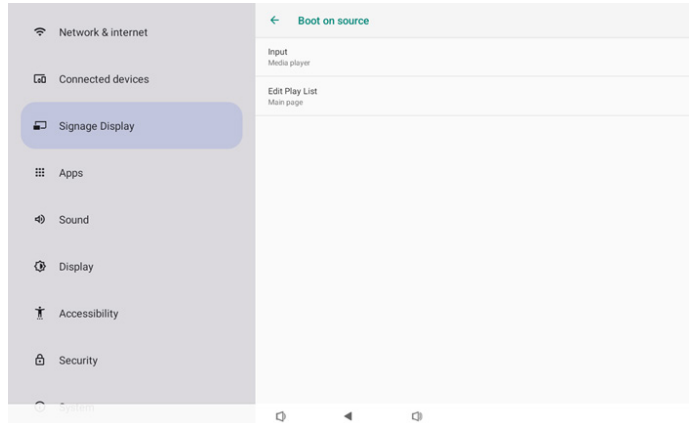 Network & internet
Connected devices
Signage Display
Apps
Sound
Display
Accessibility
Security
System
Boot on source
Input
Media player
Edit Play List
Main page